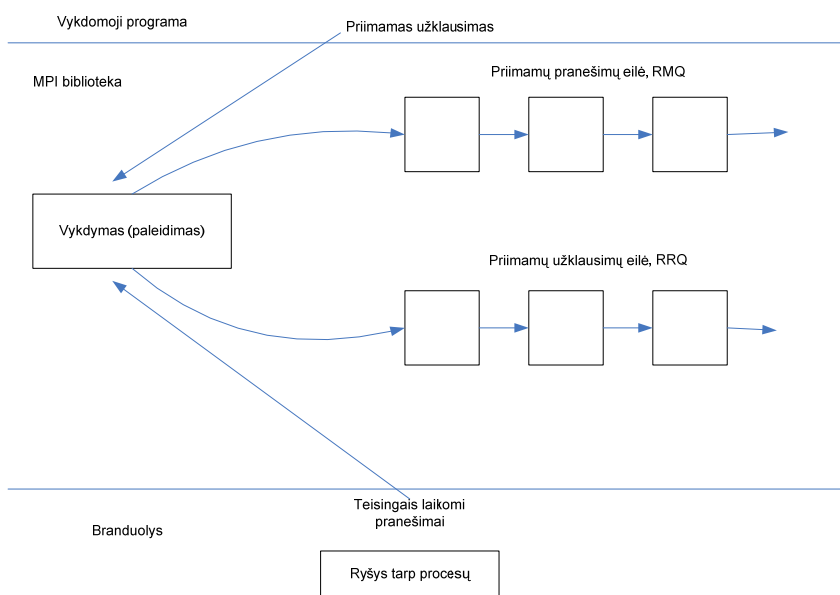 Vykdomoji programa
Priimamas užklausimas
MPI biblioteka
Priimamų pranešimų eilė, RMQ
Vykdymas (paleidimas)
Priimamų užklausimų eilė, RRQ
Teisingais laikomi
pranešimai
Branduolys
Ryšys tarp procesų